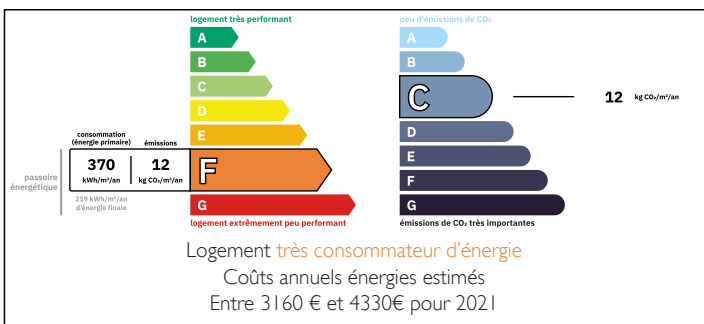 logement très performant
A
B
C
D
E
consommation
(énergie primaire)
émissions
passoire
énergétique
370
kWh/m²/an
12
kg CO₂/m²/an
F
219 kWh/m²/an
d'énergie finale
G
logement extrêmement peu performant
peu d'émissions de CO₂
A
B
C
12 kg CO₂/m²/an
D
E
F
G
émissions de CO₂ très importantes
Logement très consommateur d'énergie
Coûts annuels énergies estimés
Entre 3160 € et 4330€ pour 2021